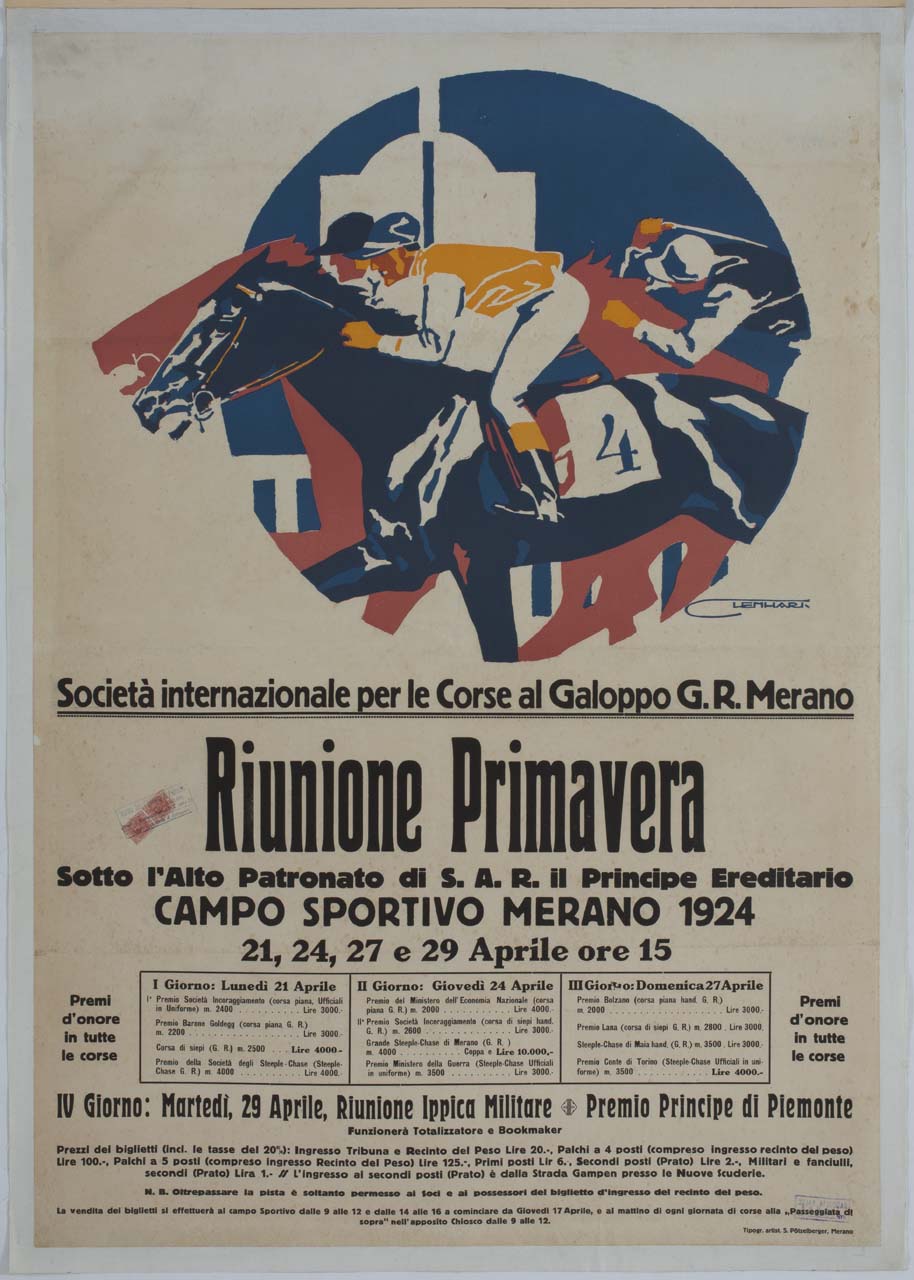 4
C LENHART.
Società internazionale per le Corse al Galoppo G. R. Merano
Riunione Primavera
Sotto l'Alto Patronato di S. A. R. il Principe Ereditario
CAMPO SPORTIVO MERANO 1924
21, 24, 27 e 29 Aprile ore 15
Premi
d'onore
in tutte
le corse
I Giorno: Lunedì 21 Aprile
Iª Premio Società Incoraggiamento (corsa piana, Ufficiali
in Uniforme) m. 2400 . . . . . . . . . . Lire 3000.-
Premio Barone Goldegg (corsa piana, G. R.)
m. 2200 . . . . . . . . . . Lire 3000.-
Corsa di siepi (G. R.) m. 2500 . . . Lire 4000.-
Premio della Società degli Steeple-Chase (Steeple-
Chase G. R.) m. 4000 . . . . . . . . . . Lire 4000.-
II Giorno: Giovedì 24 Aprile
Premio del Ministero dell'Economia Nazionale (corsa
piana G. R.) m. 2000 . . . . . . . . . . Lire 4000.-
IIª Premio Società Incoraggiamento (corsa di siepi hand.
G. R.) m. 2600 . . . . . . . . . . Lire 3000.-
Grande Steeple-Chase di Merano (G. R. )
m. 4000 . . . . . . . . . . Coppa e Lire 10.000,-
Premio Ministero della Guerra (Steeple-Chase Ufficiali
in uniforme) m. 3500 . . . . . . . . . . Lire 3000.-
III Giorno: Domenica 27 Aprile
Premio Bolzano (corsa piana hand. G. R.)
m. 2000 . . . . . . . . . . Lire 3000.
Premio Lana (corsa di siepi G. R.) m. 2800 . Lire 3000.
Steeple-Chase di Maia hand. (G. R.) m. 3500 . Lire 3000.-
Premio Conte di Torino (Steeple-Chase Ufficiali in uni-
forme) m. 3500 . . . . . . . . . . Lire 4000.-
Premi
d'onore
in tutte
le corse
IV Giorno: Martedì, 29 Aprile, Riunione Ippica Militare Premio Principe di Piemonte
Funzionerà Totalizzatore e Bookmaker
Prezzi dei biglietti (incl. le tasse del 20%): Ingresso Tribuna e Recinto del Peso Lire 20.-, Palchi a 4 posti (compreso ingresso recinto del peso)
Lire 100.-, Palchi a 5 posti (compreso ingresso Recinto del Peso) Lire 125.-, Primi posti Lir 6., Secondi posti (Prato) Lire 2.-, Militari e fanciulli,
secondi (Prato) Lira 1.- // L'ingresso ai secondi posti (Prato) è dalla Strada Gampen presso le Nuove Scuderie.
N. B. Oltrepassare la pista è soltanto permesso ai Soci e ai possessori del biglietto d'ingresso del recinto del peso.
La vendita dei biglietti si effettuerà al campo Sportivo dalle 9 alle 12 e dalle 14 alle 16 a cominciare da Giovedì 17 Aprile, e al mattino di ogni giornata di corse alla „Passeggiata di
sopra" nell'apposito Chiosco dalle 9 alle 12.
Tipogr. artist. S. Pötzelberger, Merano